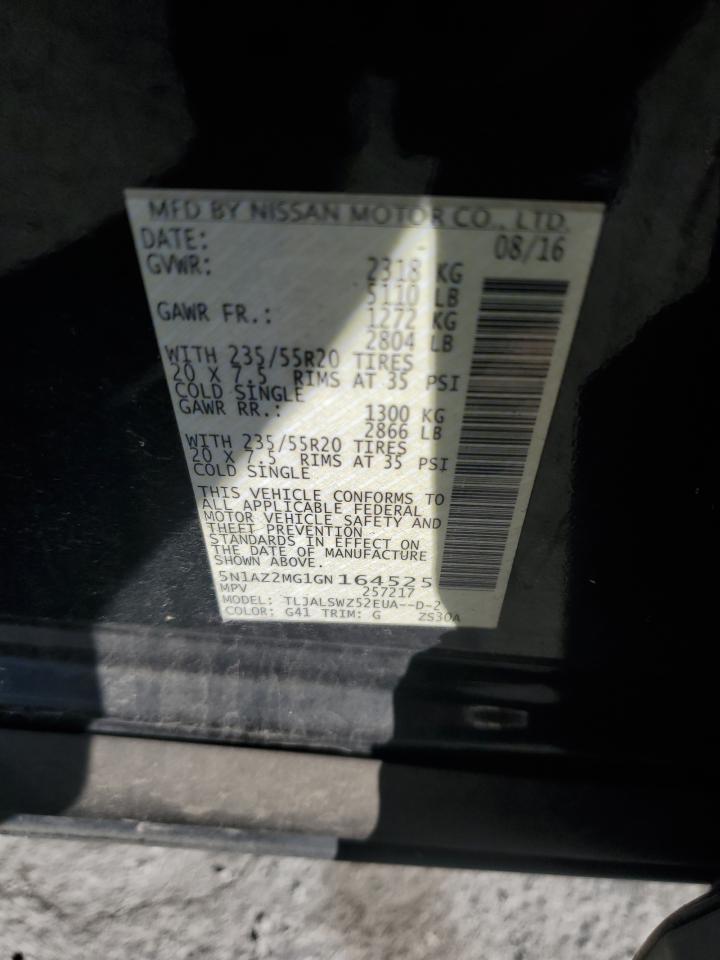 MFD BY NISSAN MOTOR CO., LTD.
DATE: 08/16
GVWR: 2318 KG
5110 LB
GAWR FR.: 1272 KG
2804 LB
WITH 235/55R20 TIRES
20 X 7.5 RIMS AT 35 PSI
COLD SINGLE
GAWR RR.: 1300 KG
2866 LB
WITH 235/55R20 TIRES
20 X 7.5 RIMS AT 35 PSI
COLD SINGLE
THIS VEHICLE CONFORMS TO
ALL APPLICABLE FEDERAL
MOTOR VEHICLE SAFETY AND
THEFT PREVENTION
STANDARDS IN EFFECT ON
THE DATE OF MANUFACTURE
SHOWN ABOVE.
5N1AZ2MG1GN 164525
MPV 257217
MODEL: TLJALSWZ52EUA--D-2
COLOR: G41 TRIM: G ZS30A